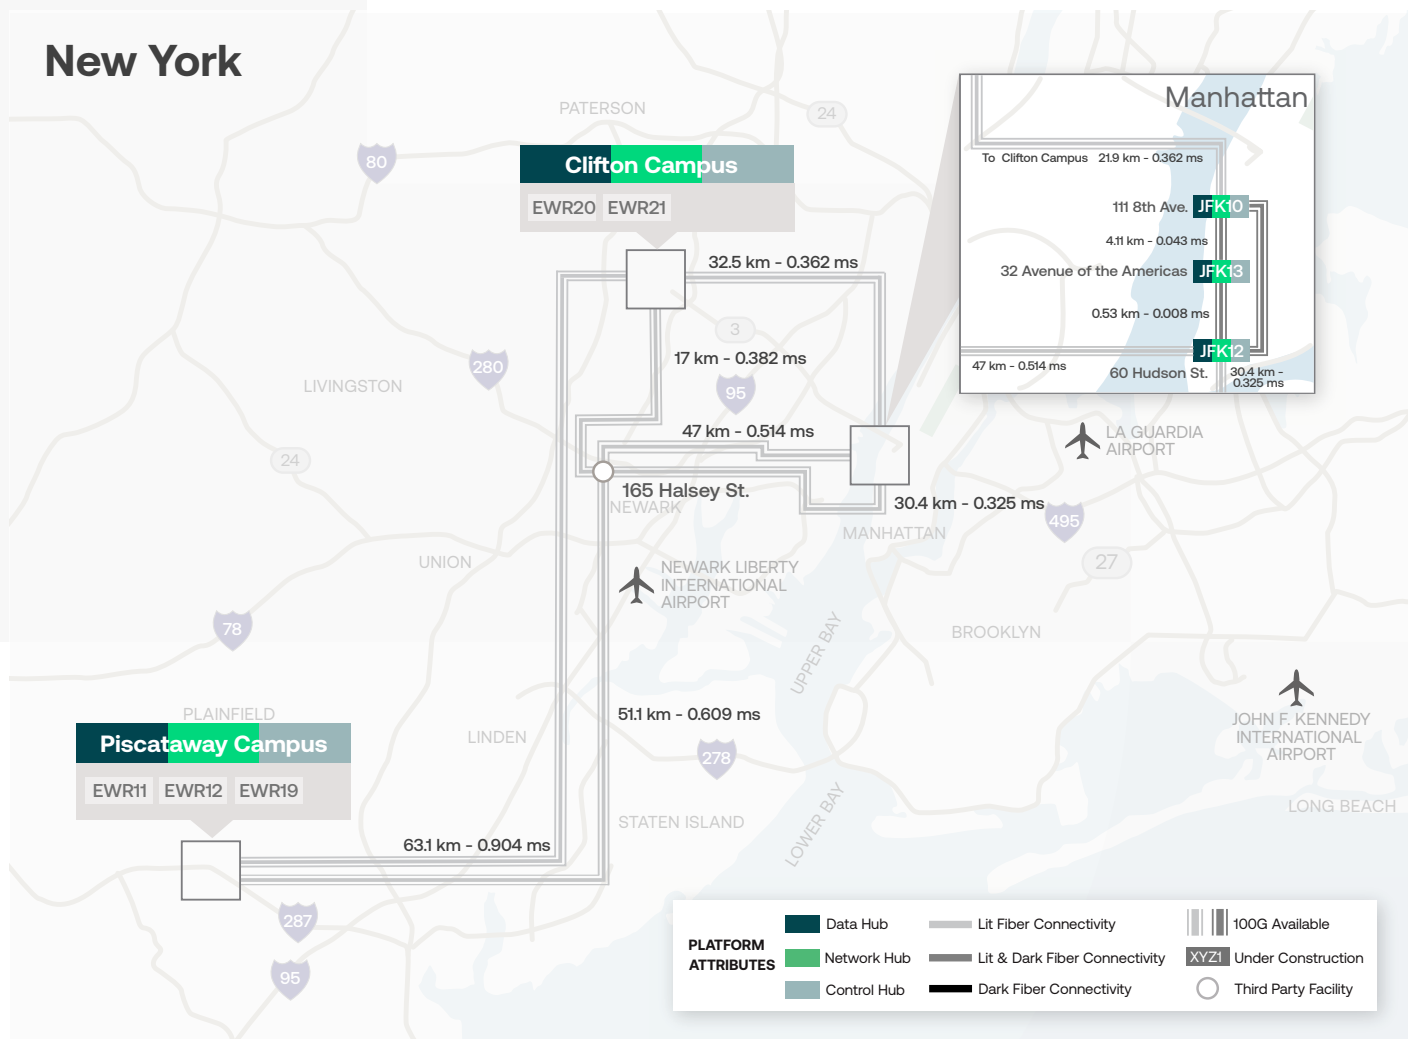 New York
PATERSON
24
80
Clifton Campus
EWR20 EWR21
Manhattan
To Clifton Campus 21.9 km - 0.362 ms
111 8th Ave. JFK10
4.11 km - 0.043 ms
32 Avenue of the Americas JFK13
0.53 km - 0.008 ms
JFK12
47 km - 0.514 ms
60 Hudson St.
30.4 km -
0.325 ms
32.5 km - 0.362 ms
3
17 km - 0.382 ms
280
LIVINGSTON
95
47 km - 0.514 ms
LA GUARDIA
AIRPORT
24
165 Halsey St.
NEWARK
30.4 km - 0.325 ms
495
MANHATTAN
UNION
27
NEWARK LIBERTY
INTERNATIONAL
AIRPORT
78
BROOKLYN
UPPER BAY
PLAINFIELD
51.1 km - 0.609 ms
JOHN F. KENNEDY
INTERNATIONAL
AIRPORT
LINDEN
Piscataway Campus
278
EWR11 EWR12 EWR19
LONG BEACH
STATEN ISLAND
LOWER BAY
63.1 km - 0.904 ms
287
95
PLATFORM
ATTRIBUTES
Data Hub
Network Hub
Control Hub
Lit Fiber Connectivity
Lit & Dark Fiber Connectivity
Dark Fiber Connectivity
100G Available
XYZ1 Under Construction
Third Party Facility